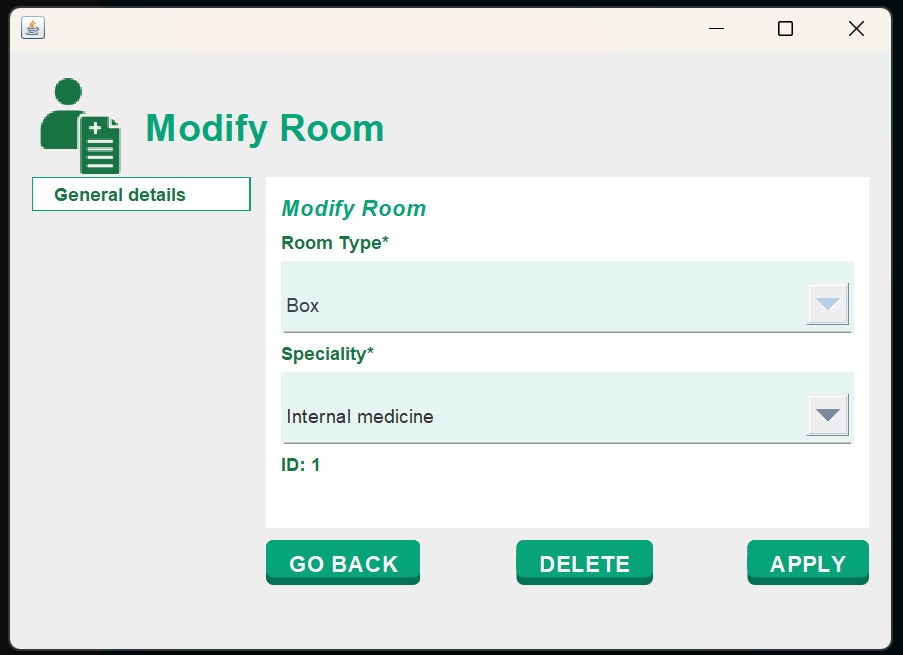 Modify Room
General details
Modify Room
Room Type*
Box
Speciality*
Internal medicine
ID: 1
GO BACK
DELETE
APPLY